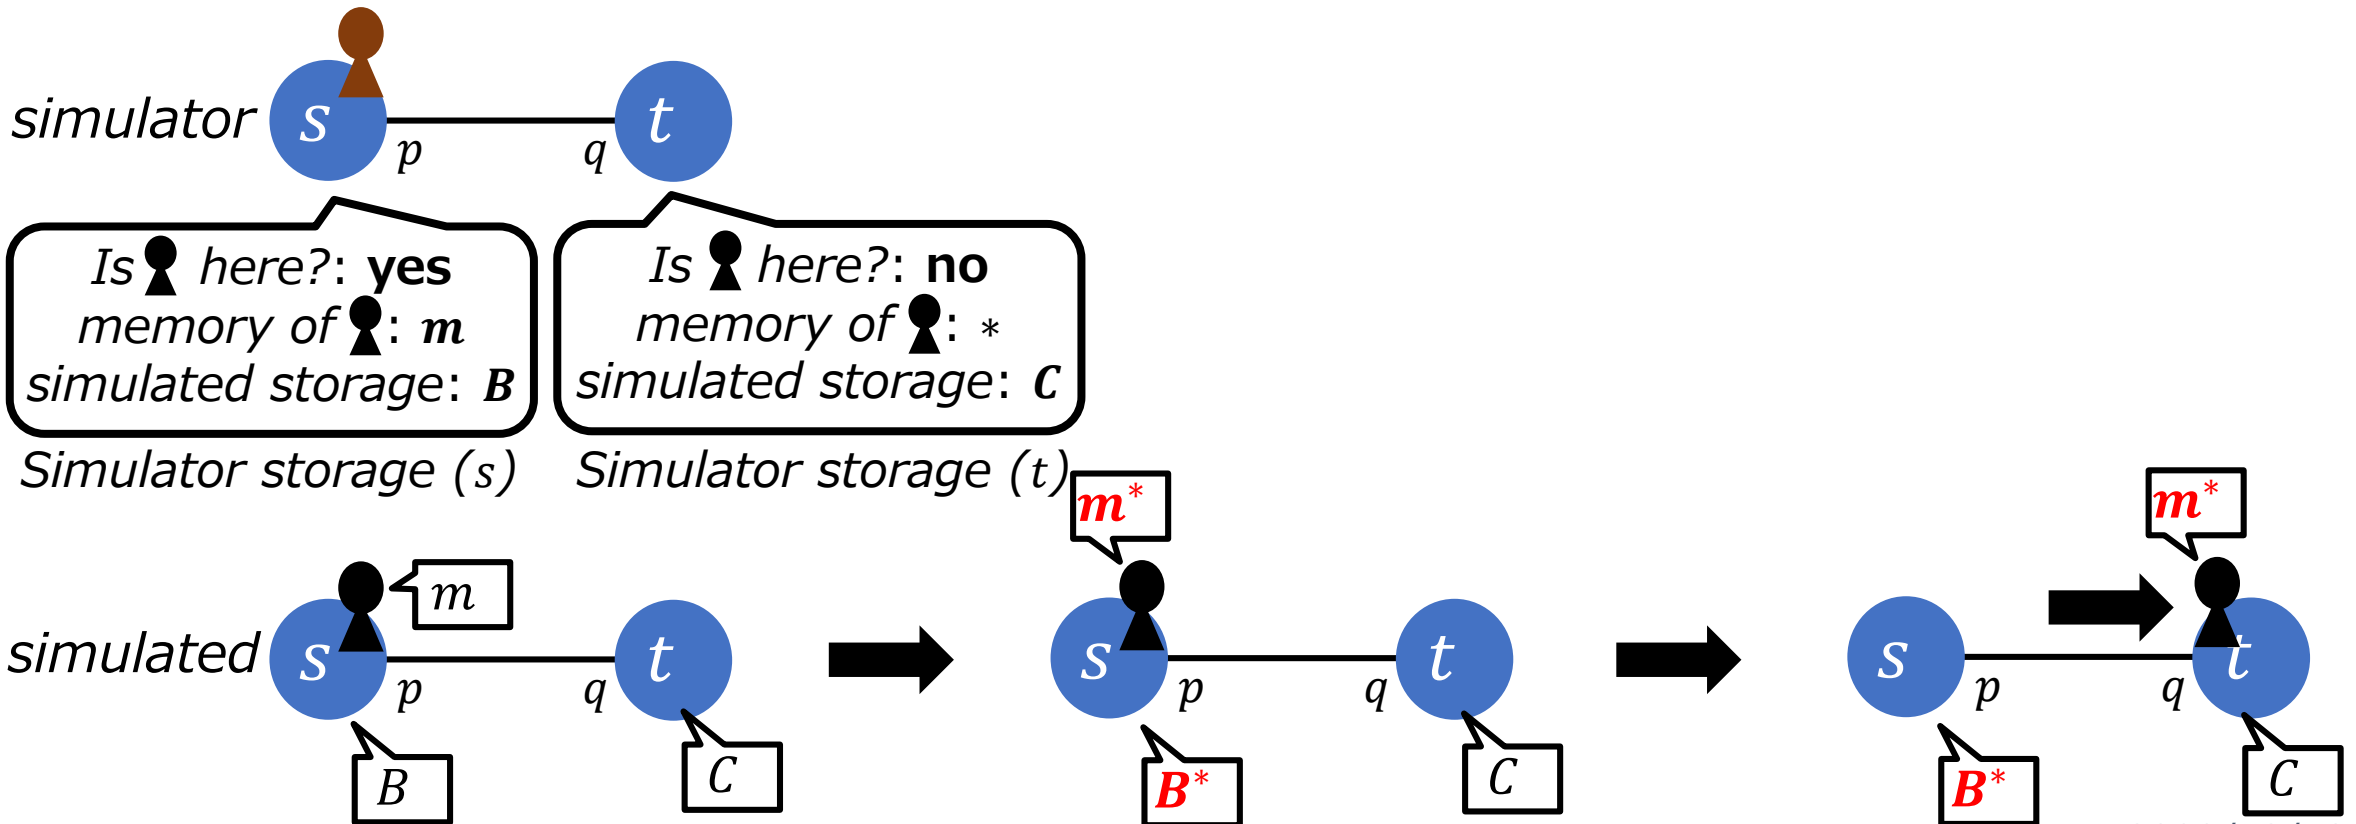 simulator
s
t
p
q
Is here?: yes
memory of : m
simulated storage: B
Simulator storage (s)
Is here?: no
memory of : *
simulated storage: C
Simulator storage (t)
simulated
m
s
t
p
q
B
C
m*
s
t
p
q
B*
C
m*
s
t
p
q
B*
C